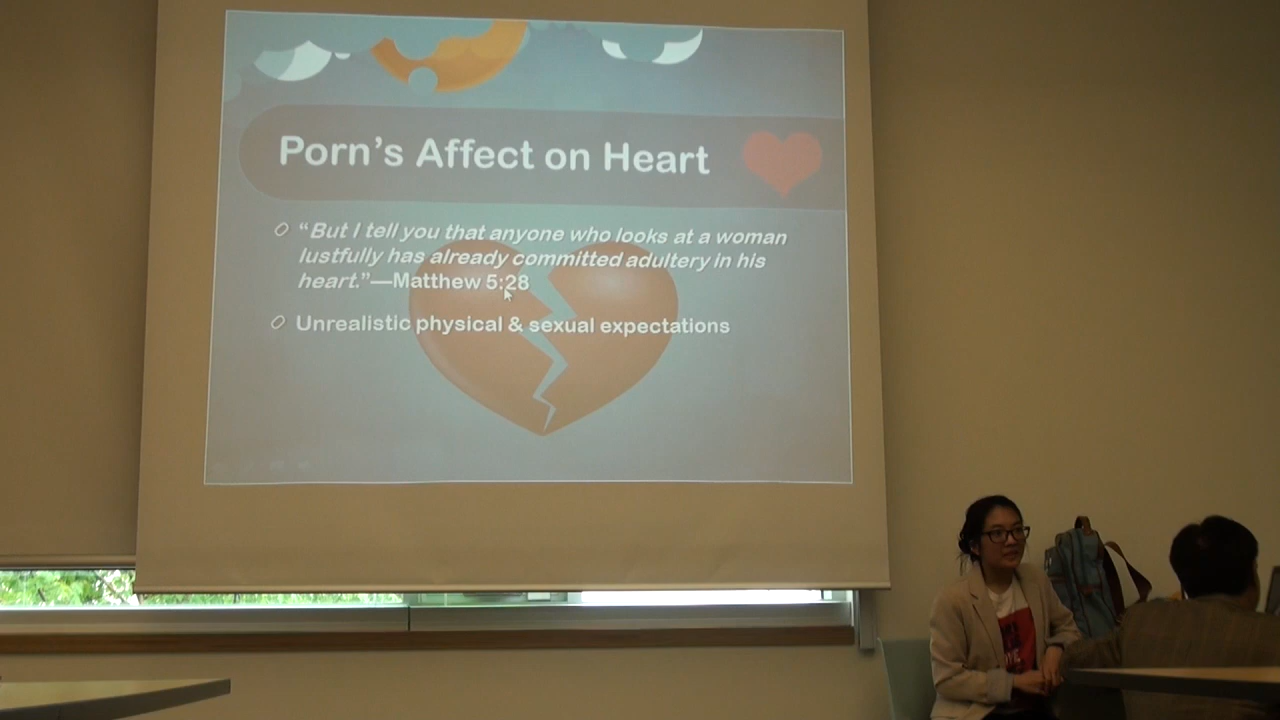 Porn's Affect on Heart
“But I tell you that anyone who looks at a woman
lustfully has already committed adultery in his
heart.”—Matthew 5:28
Unrealistic physical & sexual expectations